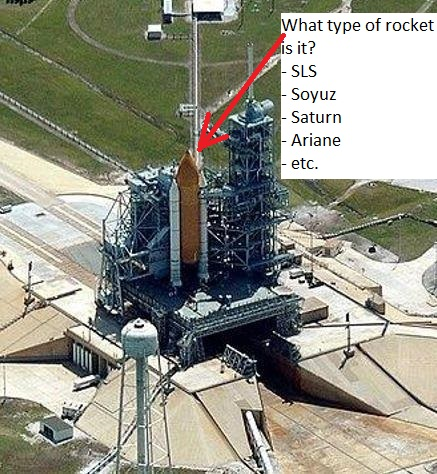 What type of rocket
is it?
- SLS
- Soyuz
- Saturn
- Ariane
- etc.